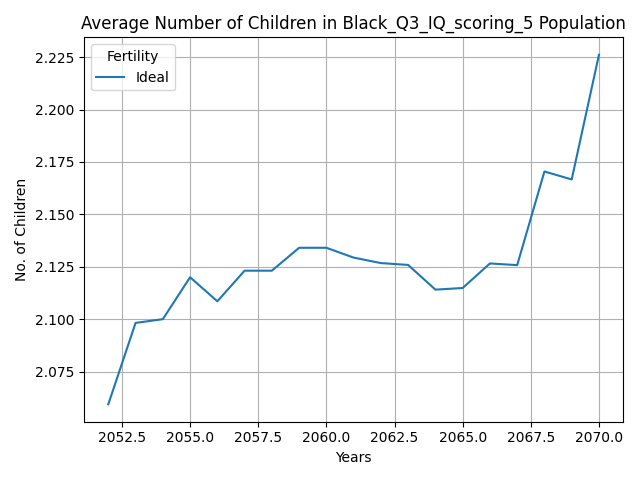 Average Number of Children in Black_Q3_IQ_scoring_5 Population
Fertility
Ideal
2.225
2.200
2.175
2.150
2.125
2.100
2.075
No. of Children
2052.5 2055.0 2057.5 2060.0 2062.5 2065.0 2067.5 2070.0
Years